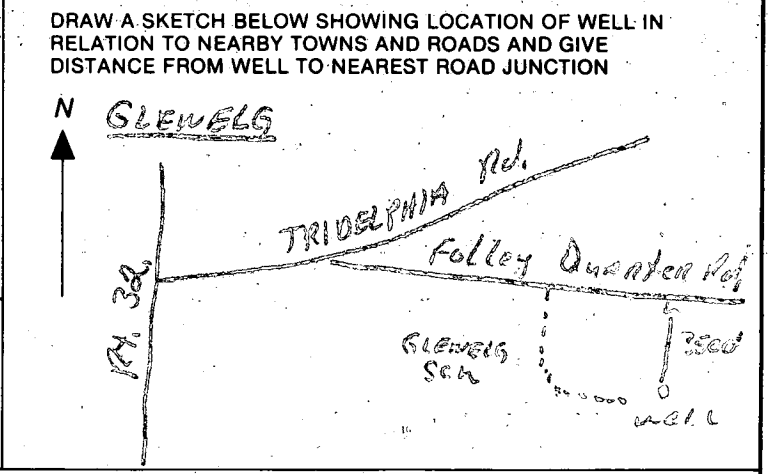 DRAW A SKETCH BELOW SHOWING LOCATION OF WELL IN
RELATION TO NEARBY TOWNS AND ROADS AND GIVE
DISTANCE FROM WELL TO NEAREST ROAD JUNCTION
N
GLENELG
TRIDELPHIA Rd.
Folley Quarter Rd
Rt. 32
GLENELG
Sch
3500'
well